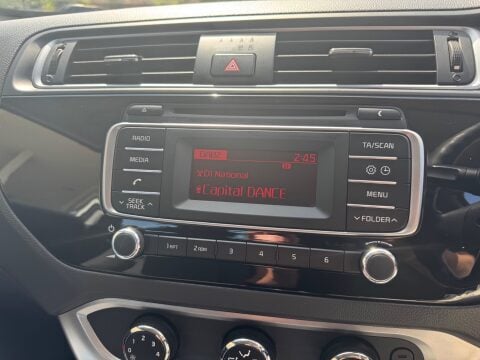 RADIO
MEDIA
SEEK
TRACK
DAB
2:45
D1 National
Capital DANCE
TA/SCAN
MENU
FOLDER
1 RPT
2 RDM
3
4
5
6